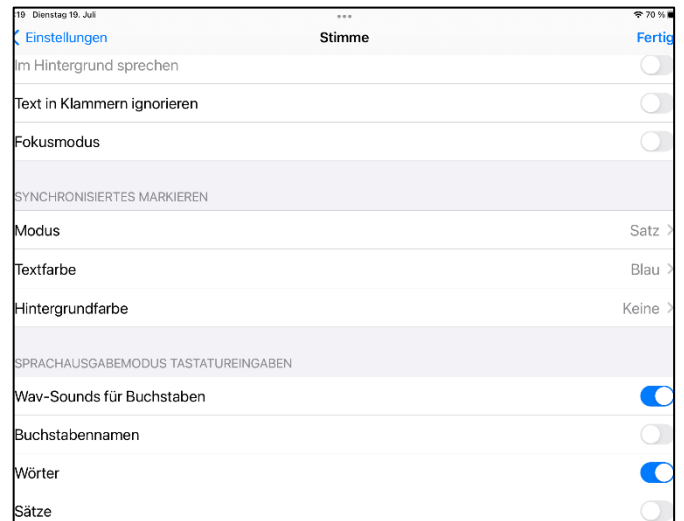 :19 Dienstag 19. Juli 70 %
Einstellungen Stimme Fertig
Im Hintergrund sprechen
Text in Klammern ignorieren
Fokusmodus
SYNCHRONISIERTES MARKIEREN
Modus Satz
Textfarbe Blau
Hintergrundfarbe Keine
SPRACHAUSGABEMODUS TASTATUREINGABEN
Wav-Sounds für Buchstaben
Buchstabennamen
Wörter
Sätze